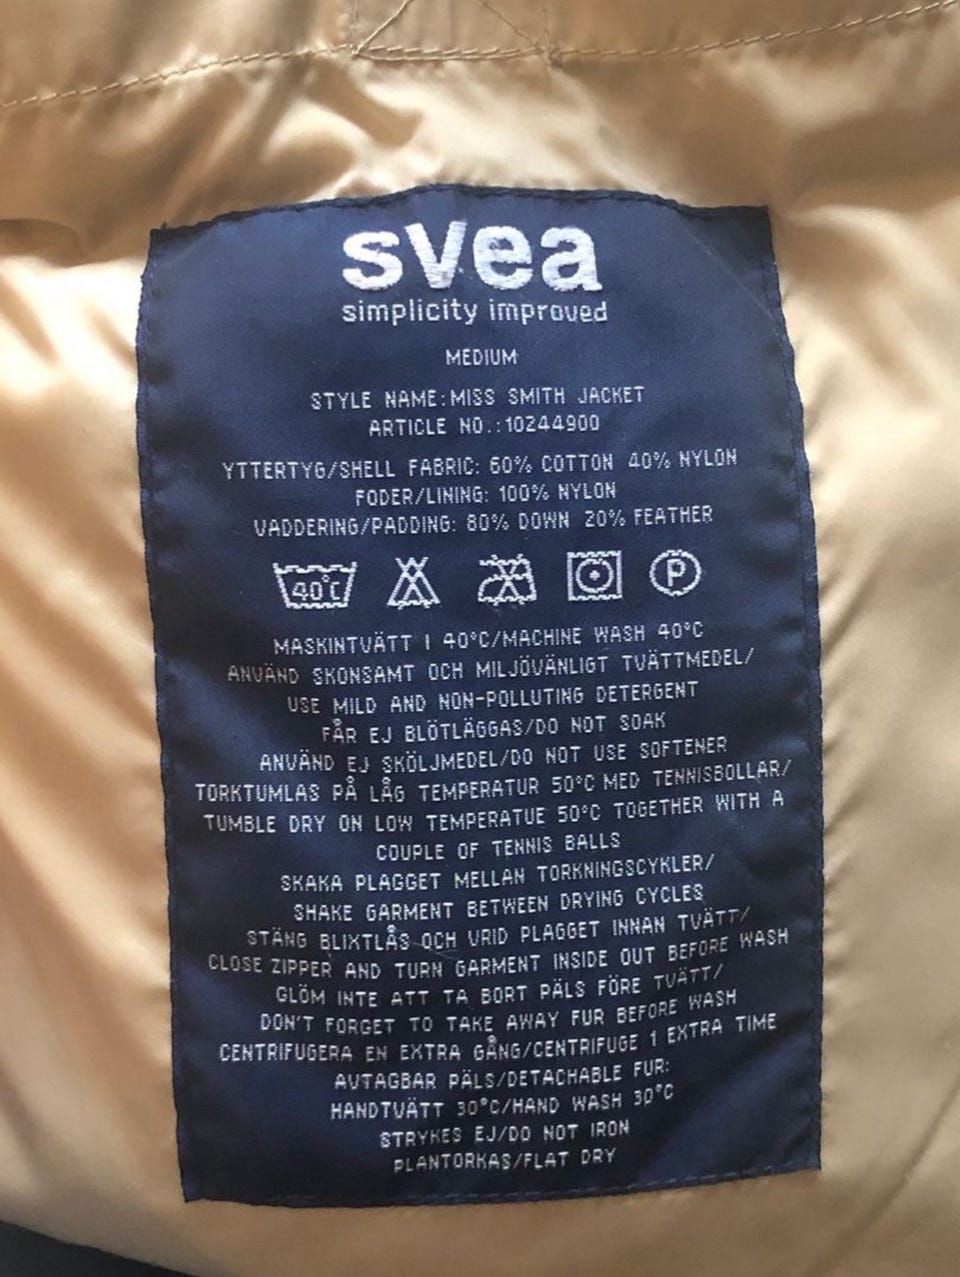 svea
simplicity improved
MEDIUM
STYLE NAME:MISS SMITH JACKET
ARTICLE NO.:10244900
YTTERTYG/SHELL FABRIC: 60% COTTON 40% NYLON
FODER/LINING: 100% NYLON
VADDERING/PADDING: 80% DOWN 20% FEATHER
40°C P
MASKINTVÄTT I 40°C/MACHINE WASH 40°C
ANVÄND SKONSAMT OCH MILJÖVÄNLIGT TVÄTTMEDEL/
USE MILD AND NON-POLLUTING DETERGENT
FÅR EJ BLÖTLÄGGAS/DO NOT SOAK
ANVÄND EJ SKÖLJMEDEL/DO NOT USE SOFTENER
TORKTUMLAS PÅ LÅG TEMPERATUR 50°C MED TENNISBOLLAR/
TUMBLE DRY ON LOW TEMPERATUE 50°C TOGETHER WITH A
COUPLE OF TENNIS BALLS
SKAKA PLAGGET MELLAN TORKNINGSCYKLER/
SHAKE GARMENT BETWEEN DRYING CYCLES
STÄNG BLIXTLÅS OCH VRID PLAGGET INNAN TVÄTT/
CLOSE ZIPPER AND TURN GARMENT INSIDE OUT BEFORE WASH
GLÖM INTE ATT TA BORT PÄLS FÖRE TVÄTT/
DON'T FORGET TO TAKE AWAY FUR BEFORE WASH
CENTRIFUGERA EN EXTRA GÅNG/CENTRIFUGE 1 EXTRA TIME
AVTAGBAR PÄLS/DETACHABLE FUR:
HANDTVÄTT 30°C/HAND WASH 30°C
STRYKES EJ/DO NOT IRON
PLANTORKAS/FLAT DRY